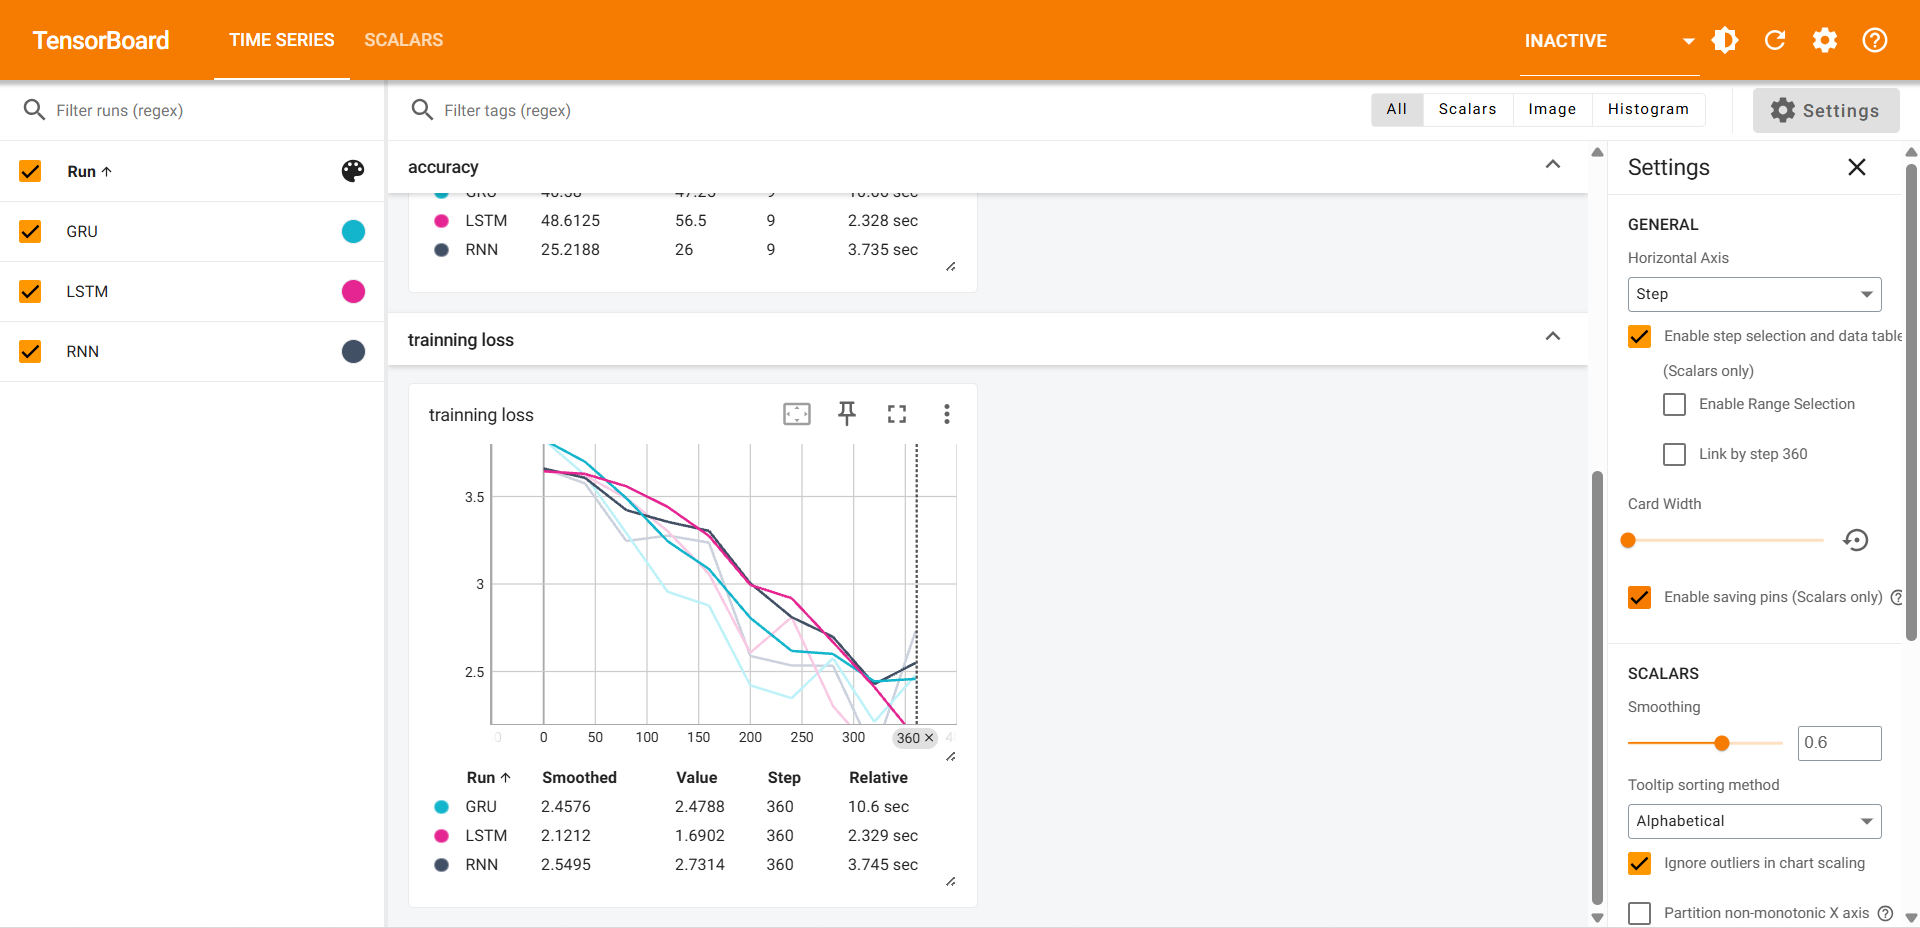 TensorBoard TIME SERIES SCALARS INACTIVE
Filter runs (regex)
Run
GRU
LSTM
RNN
Filter tags (regex) All Scalars Image Histogram Settings
accuracy
LSTM 48.6125 56.5 9 2.328 sec
RNN 25.2188 26 9 3.735 sec
trainning loss
trainning loss
3.5
3
2.5
0 0 50 100 150 200 250 300 360 ×
Run Smoothed Value Step Relative
GRU 2.4576 2.4788 360 10.6 sec
LSTM 2.1212 1.6902 360 2.329 sec
RNN 2.5495 2.7314 360 3.745 sec
Settings
GENERAL
Horizontal Axis
Step
Enable step selection and data table
(Scalars only)
Enable Range Selection
Link by step 360
Card Width
Enable saving pins (Scalars only)
SCALARS
Smoothing
0.6
Tooltip sorting method
Alphabetical
Ignore outliers in chart scaling
Partition non-monotonic X axis